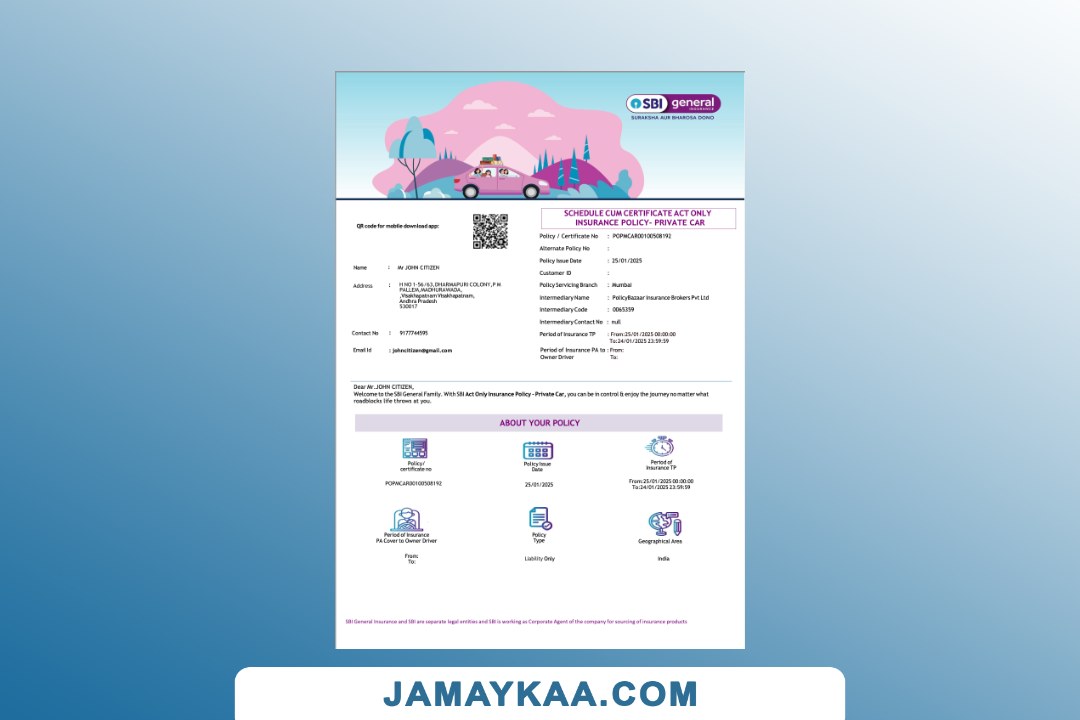 SBI general
INSURANCE
SURAKSHA AUR BHAROSA DONO
SCHEDULE CUM CERTIFICATE ACT ONLY
INSURANCE POLICY- PRIVATE CAR
QR code for mobile download app:
Policy / Certificate No : POPMCAR00100508192
Alternate Policy No :
Policy Issue Date : 25/01/2025
Customer ID :
Policy Servicing Branch : Mumbai
Intermediary Name : PolicyBazaar Insurance Brokers Pvt Ltd
Intermediary Code : 0065359
Intermediary Contact No : null
Period of Insurance TP : From:25/01/2025 00:00:00
To:24/01/2025 23:59:59
Period of Insurance PA to : From:
Owner Driver To:
Name : Mr JOHN CITIZEN
Address : H NO 1-56/63,DHARMAPURI COLONY,P M
PALLEM,MADHURAWADA,
,Visakhapatnam Visakhapatnam,
Andhra Pradesh
530017
Contact No : 9177744595
Email Id : johncitizen@gmail.com
Dear Mr.JOHN CITIZEN,
Welcome to the SBI General Family. With SBI Act Only Insurance Policy - Private Car, you can be in control & enjoy the journey no matter what
roadblocks life throws at you.
ABOUT YOUR POLICY
Policy/
certificate no
POPMCAR00100508192
Policy Issue
Date
25/01/2025
Period of
Insurance TP
From:25/01/2025 00:00:00
To:24/01/2025 23:59:59
Period of Insurance
PA Cover to Owner Driver
From:
To:
Policy
Type
Liability Only
Geographical Area
India
SBI General Insurance and SBI are separate legal entities and SBI is working as Corporate Agent of the company for sourcing of insurance products
JAMAYKAA.COM